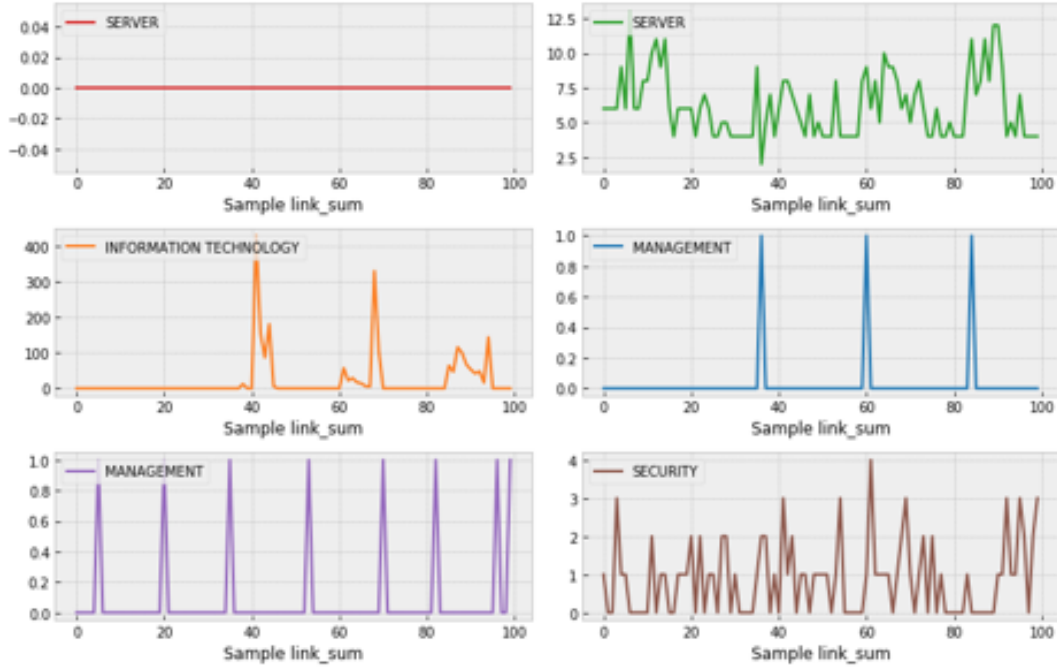 SERVER
0.04
0.02
0.00
-0.02
-0.04
0 20 40 60 80 100
Sample link_sum
SERVER
12.5
10.0
7.5
5.0
2.5
0 20 40 60 80 100
Sample link_sum
INFORMATION TECHNOLOGY
400
300
200
100
0
0 20 40 60 80 100
Sample link_sum
MANAGEMENT
1.0
0.8
0.6
0.4
0.2
0.0
0 20 40 60 80 100
Sample link_sum
MANAGEMENT
1.0
0.8
0.6
0.4
0.2
0.0
0 20 40 60 80 100
Sample link_sum
SECURITY
4
3
2
1
0
0 20 40 60 80 100
Sample link_sum